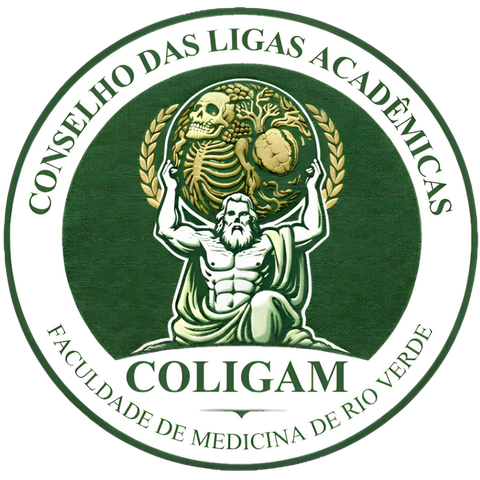 CONSELHO DAS LIGAS ACADÊMICAS
COLIGAM
FACULDADE DE MEDICINA DE RIO VERDE